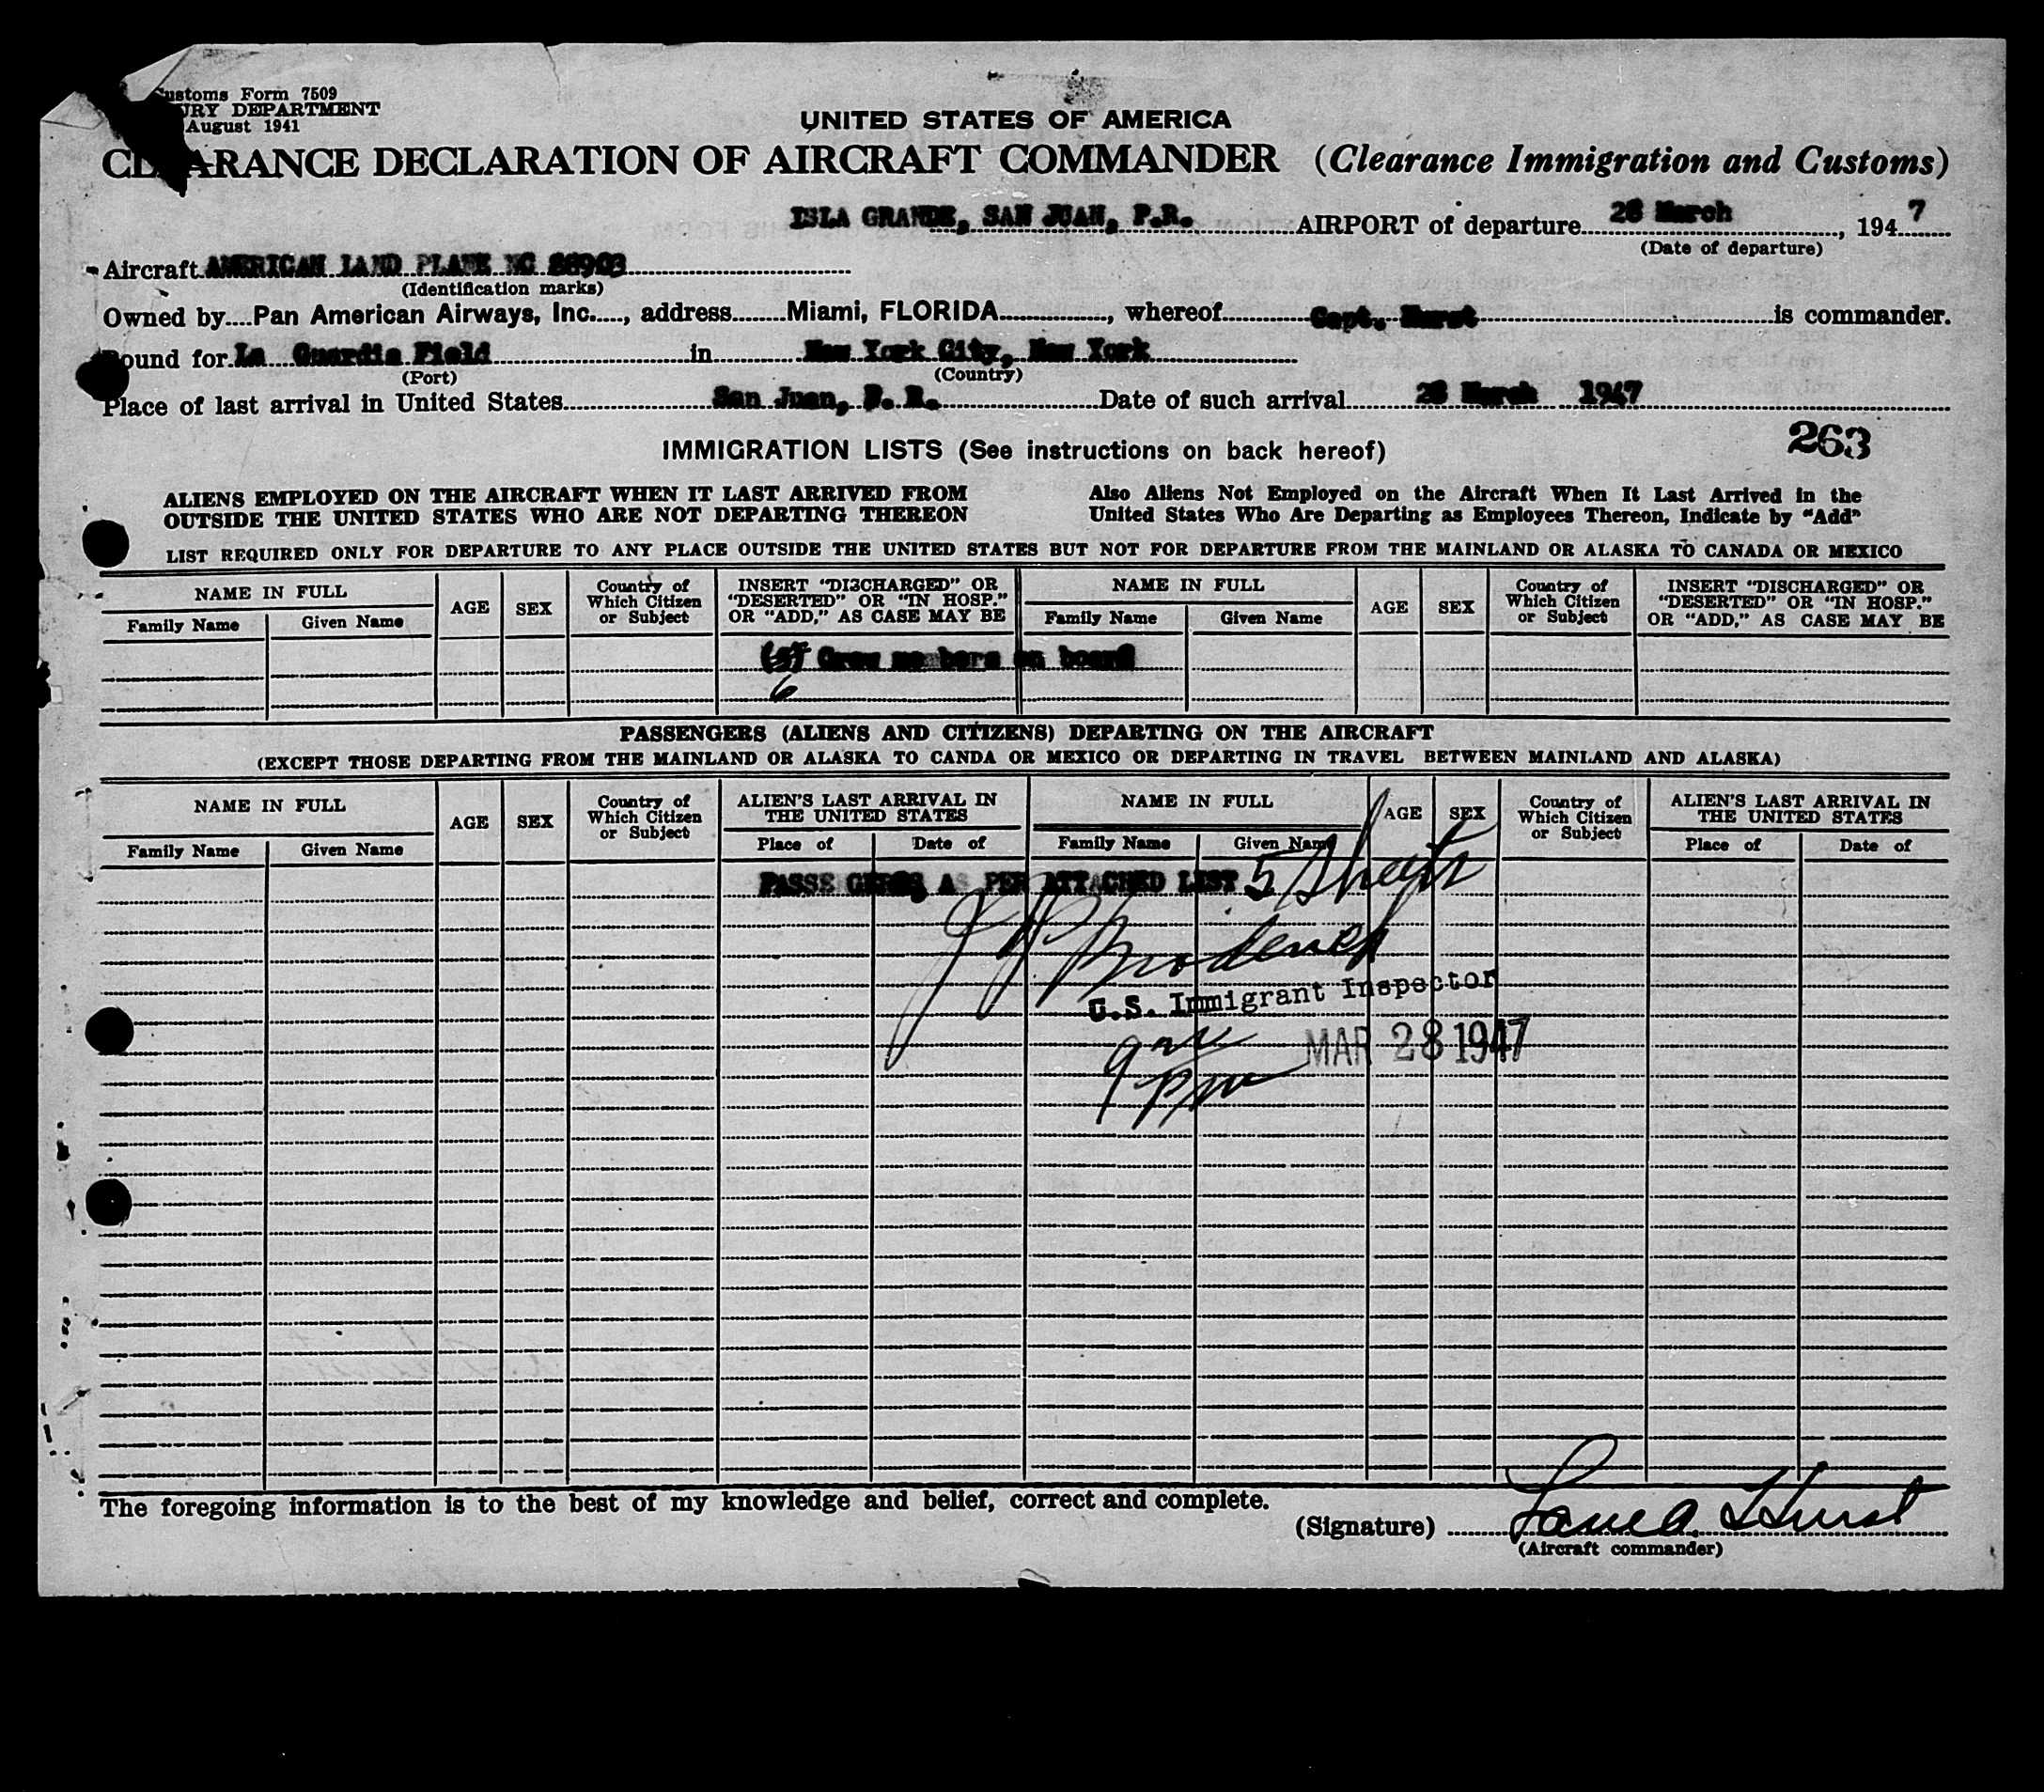 ustoms Form 7509
URY DEPARTMENT
August 1941
UNITED STATES OF AMERICA
CLEARANCE DECLARATION OF AIRCRAFT COMMANDER (Clearance Immigration and Customs)
ISLA GRANDE, SAN JUAN, P.R. AIRPORT of departure 28 March, 1947
(Date of departure)
Aircraft AMERICAN LAND PLANE NC 88903
(Identification marks)
Owned by Pan American Airways, Inc., address Miami, FLORIDA, whereof Capt. Hurst is commander.
Bound for La Guardia Field in New York City, New York
(Port) (Country)
Place of last arrival in United States San Juan, P. R. Date of such arrival 28 March 1947
263
IMMIGRATION LISTS (See instructions on back hereof)
ALIENS EMPLOYED ON THE AIRCRAFT WHEN IT LAST ARRIVED FROM
OUTSIDE THE UNITED STATES WHO ARE NOT DEPARTING THEREON
Also Aliens Not Employed on the Aircraft When It Last Arrived in the
United States Who Are Departing as Employees Thereon, Indicate by "Add"
LIST REQUIRED ONLY FOR DEPARTURE TO ANY PLACE OUTSIDE THE UNITED STATES BUT NOT FOR DEPARTURE FROM THE MAINLAND OR ALASKA TO CANADA OR MEXICO
NAME IN FULL
Family Name Given Name
AGE
SEX
Country of
Which Citizen
or Subject
INSERT "DISCHARGED" OR
"DESERTED" OR "IN HOSP."
OR "ADD," AS CASE MAY BE
NAME IN FULL
Family Name Given Name
AGE
SEX
Country of
Which Citizen
or Subject
INSERT "DISCHARGED" OR
"DESERTED" OR "IN HOSP."
OR "ADD," AS CASE MAY BE
(5) Crew members on board
6
PASSENGERS (ALIENS AND CITIZENS) DEPARTING ON THE AIRCRAFT
(EXCEPT THOSE DEPARTING FROM THE MAINLAND OR ALASKA TO CANDA OR MEXICO OR DEPARTING IN TRAVEL BETWEEN MAINLAND AND ALASKA)
NAME IN FULL
Family Name Given Name
AGE
SEX
Country of
Which Citizen
or Subject
ALIEN'S LAST ARRIVAL IN
THE UNITED STATES
Place of Date of
NAME IN FULL
Family Name Given Name
AGE
SEX
Country of
Which Citizen
or Subject
ALIEN'S LAST ARRIVAL IN
THE UNITED STATES
Place of Date of
PASSENGERS AS PER ATTACHED LIST 5 Sheets
U.S. Immigrant Inspector
MAR 28 1947
9
pm
The foregoing information is to the best of my knowledge and belief, correct and complete.
(Signature) Hurst
(Aircraft commander)